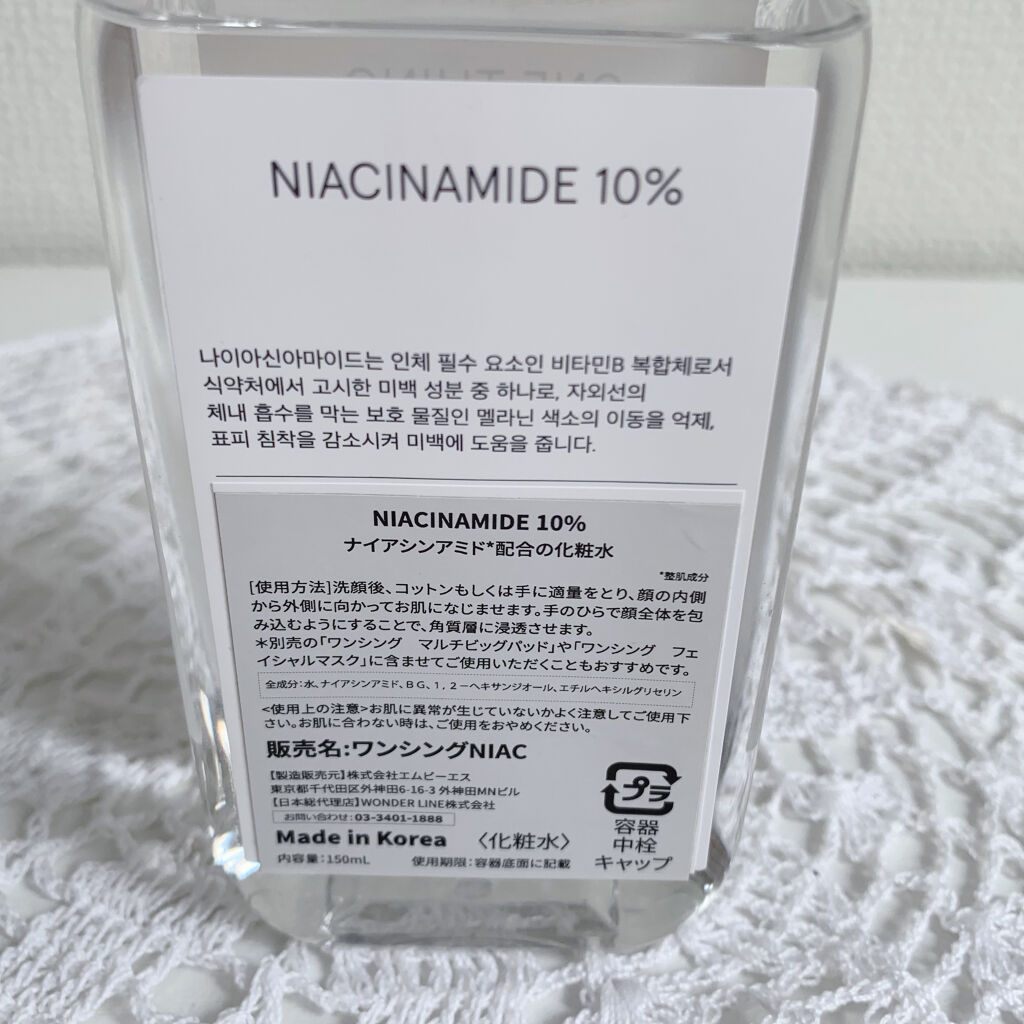 ONE THING
NIACINAMIDE 10%
나이아신아마이드는 인체 필수 요소인 비타민B 복합체로서
식약처에서 고시한 미백 성분 중 하나로, 자외선의
체내 흡수를 막는 보호 물질인 멜라닌 색소의 이동을 억제,
표피 침착을 감소시켜 미백에 도움을 줍니다.
NIACINAMIDE 10%
ナイアシンアミド*配合の化粧水
*整肌成分
[使用方法]洗顔後、コットンもしくは手に適量をとり、顔の内側
から外側に向かってお肌になじませます。手のひらで顔全体を包
み込むようにすることで、角質層に浸透させます。
＊別売の「ワンシング　マルチビッグパッド」や「ワンシング　フェ
イシャルマスク」に含ませてご使用いただくこともおすすめです。
全成分：水、ナイアシンアミド、ＢＧ、１，２－ヘキサンジオール、エチルヘキシルグリセリン
<使用上の注意>お肌に異常が生じていないかよく注意してご使用下
さい。お肌に合わない時は、ご使用をおやめください。
販売名:ワンシングNIAC
【製造販売元】株式会社エムビーエス
東京都千代田区外神田6-16-3 外神田MNビル
【日本総代理店】WONDER LINE株式会社
お問い合わせ：03-3401-1888
Made in Korea 〈化粧水〉
内容量：150mL 使用期限：容器底面に記載
プラ
容器
中栓
キャップ